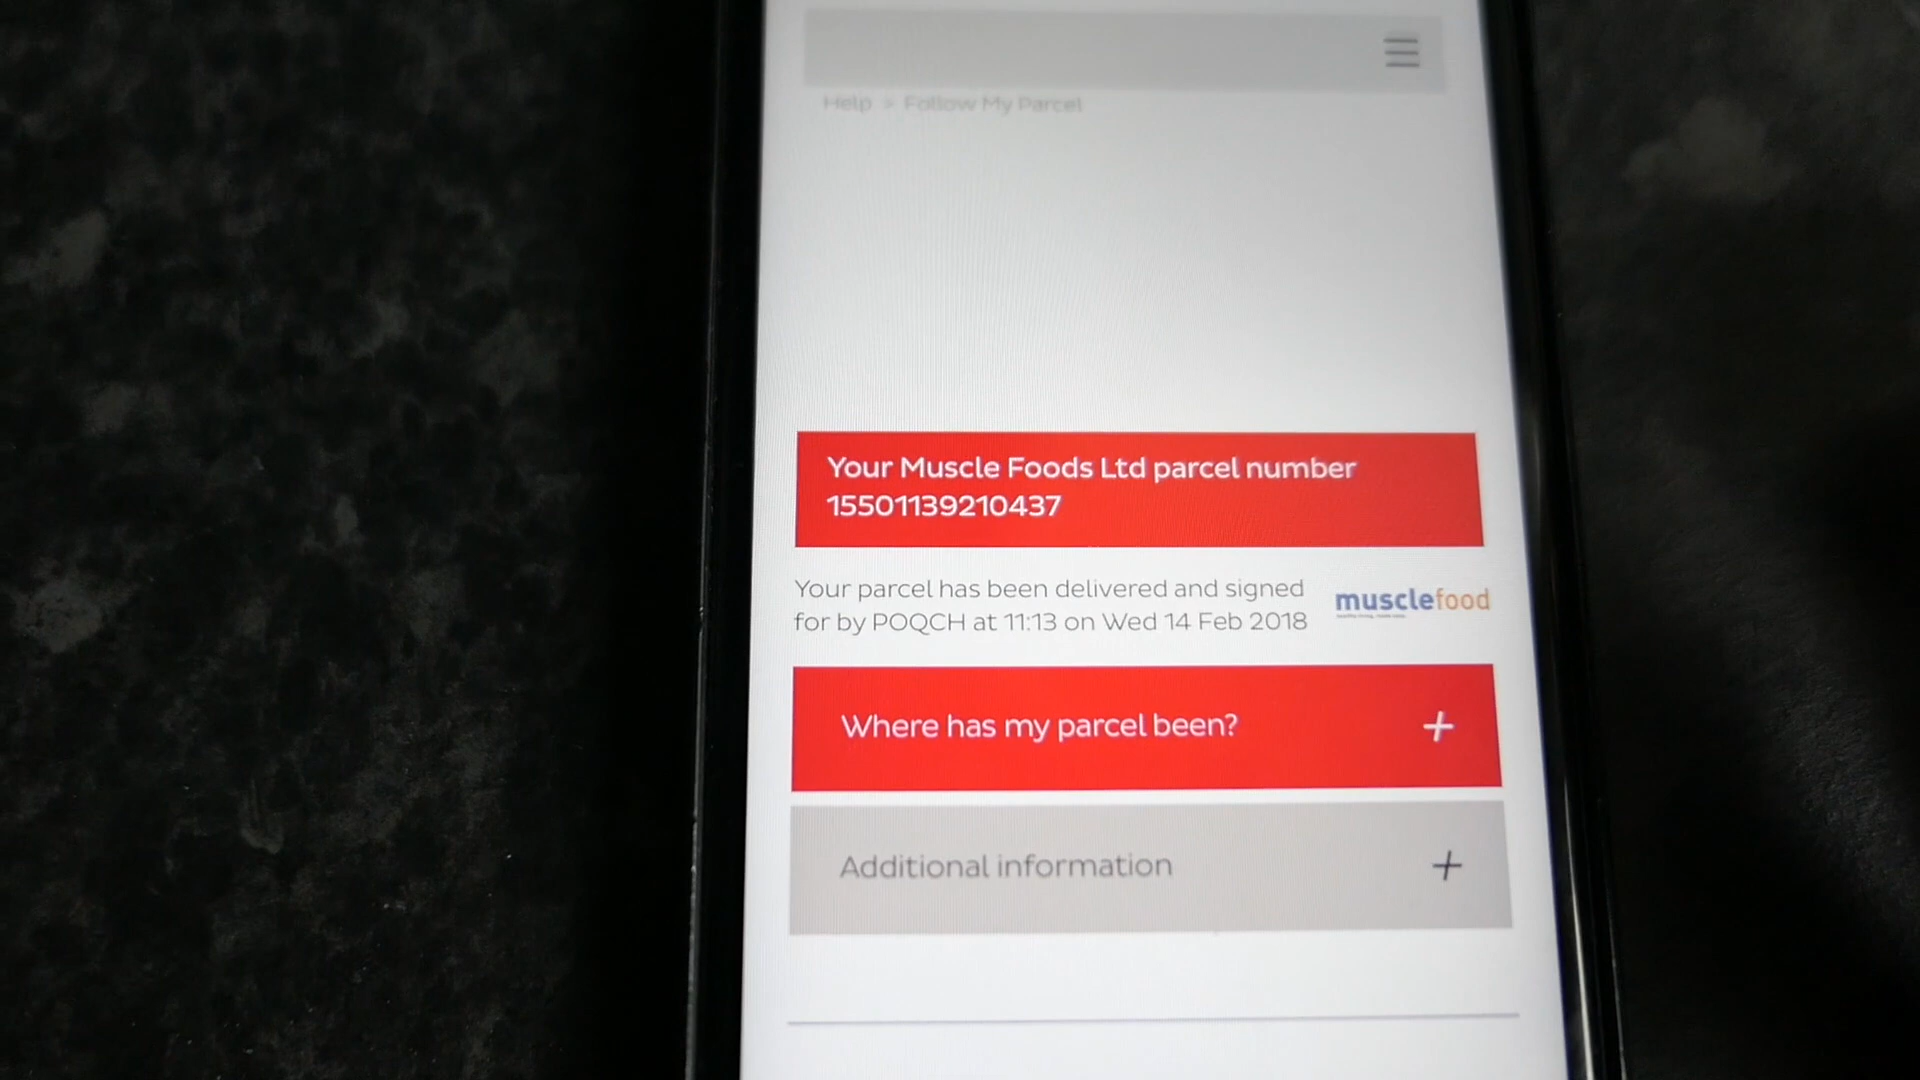 Help > Follow My Parcel
Your Muscle Foods Ltd parcel number
15501139210437
Your parcel has been delivered and signed
for by POQCH at 11:13 on Wed 14 Feb 2018
musclefood
Where has my parcel been? +
Additional information +